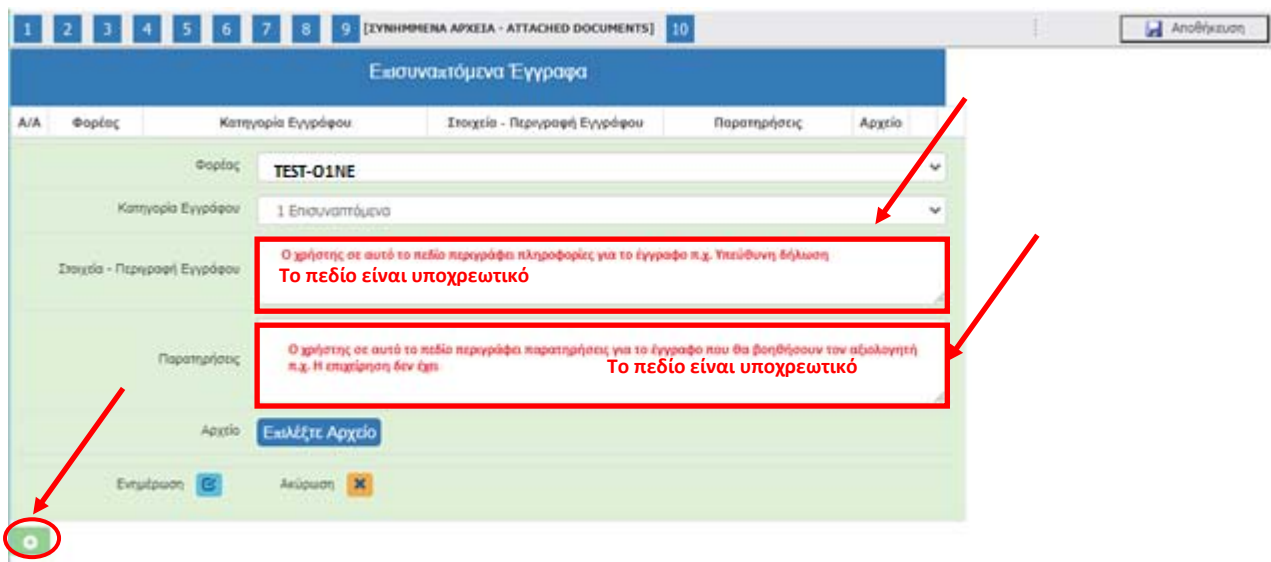 1 2 3 4 5 6 7 8 9 [ΣΥΝΗΜΜΕΝΑ ΑΡΧΕΙΑ - ATTACHED DOCUMENTS] 10 Αποθήκευση
Επισυναπτόμενα Έγγραφα
Α/Α Φορέας Κατηγορία Εγγράφου Στοιχεία - Περιγραφή Εγγράφου Παρατηρήσεις Αρχείο
Φορέας TEST-O1NE
Κατηγορία Εγγράφου 1 Επισυναπτόμενα
Ο χρήστης σε αυτό το πεδίο περιγράφει πληροφορίες για το έγγραφο π.χ. Υπεύθυνη δήλωση
Στοιχεία - Περιγραφή Εγγράφου Το πεδίο είναι υποχρεωτικό
Ο χρήστης σε αυτό το πεδίο περιγράφει παρατηρήσεις για το έγγραφο που θα βοηθήσουν τον αξιολογητή
Παρατηρήσεις π.χ. Η επιχείρηση δεν έχει Το πεδίο είναι υποχρεωτικό
Αρχείο Επιλέξτε Αρχείο
Ενημέρωση Ακύρωση